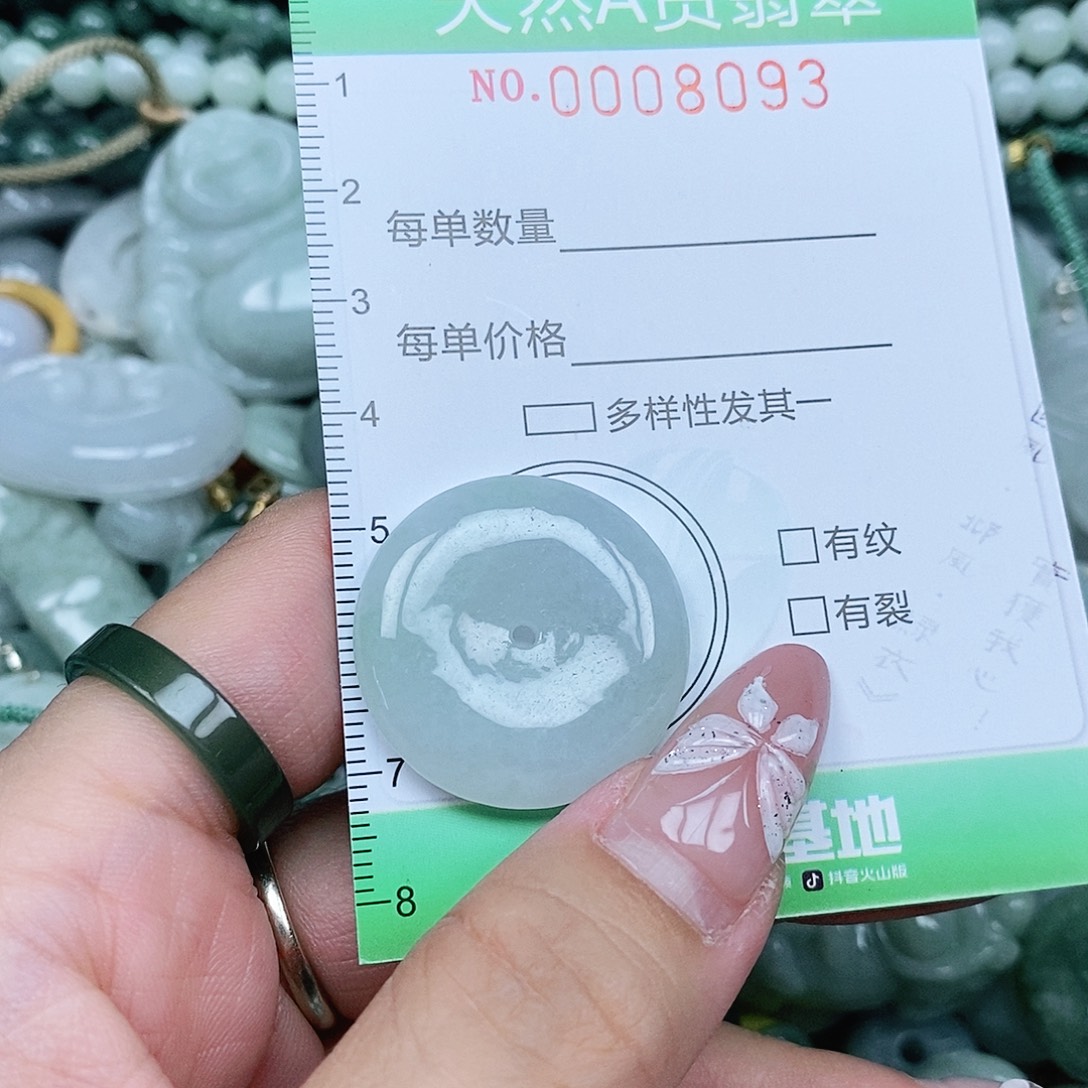 天然A货翡翠
NO.0008093
每单数量
每单价格
多样性发其一
有纹
有裂
基地
抖音火山版
1
2
3
4
5
7
8